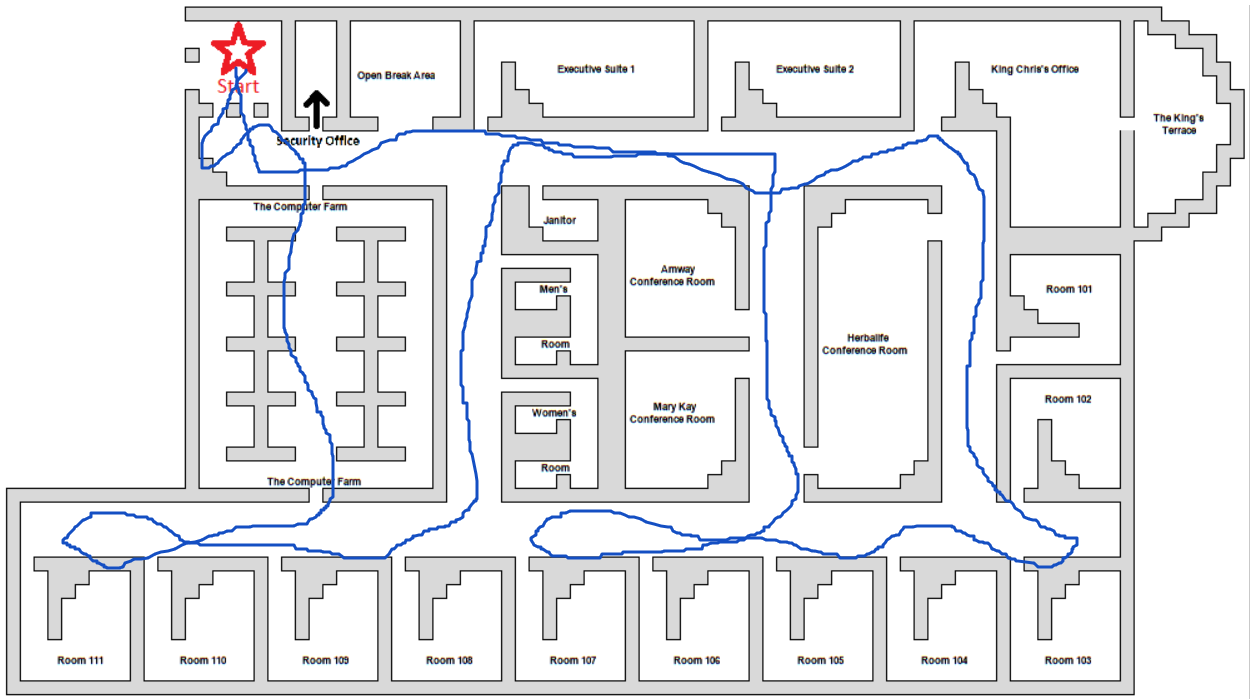 Start
Open Break Area
Executive Suite 1
Executive Suite 2
King Chris's Office
The King's
Terrace
Security Office
The Computer Farm
Janitor
Amway
Conference Room
Men's
Room
Room 101
Herbalife
Conference Room
Room 102
Women's
Room
Mary Kay
Conference Room
The Computer Farm
Room 111
Room 110
Room 109
Room 108
Room 107
Room 106
Room 105
Room 104
Room 103